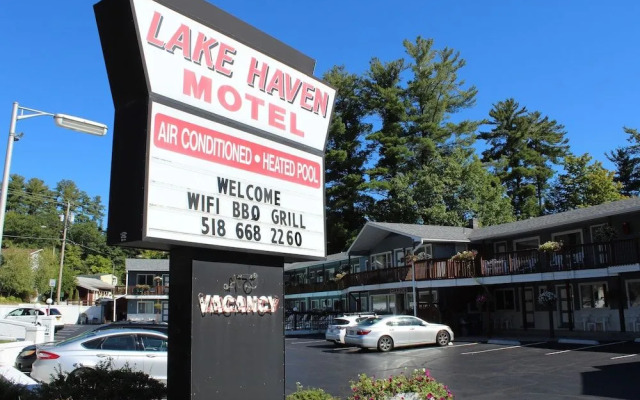 LAKE HAVEN
MOTEL
AIR CONDITIONED • HEATED POOL
WELCOME
WIFI BBQ GRILL
518 668 2260
VACANCY